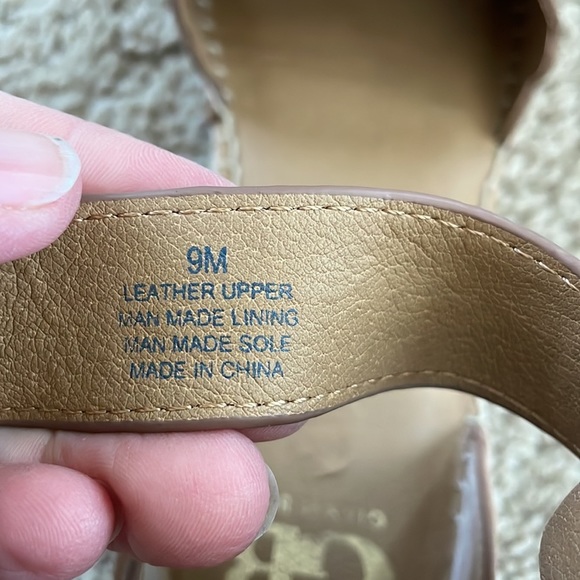 9M
LEATHER UPPER
MAN MADE LINING
MAN MADE SOLE
MADE IN CHINA